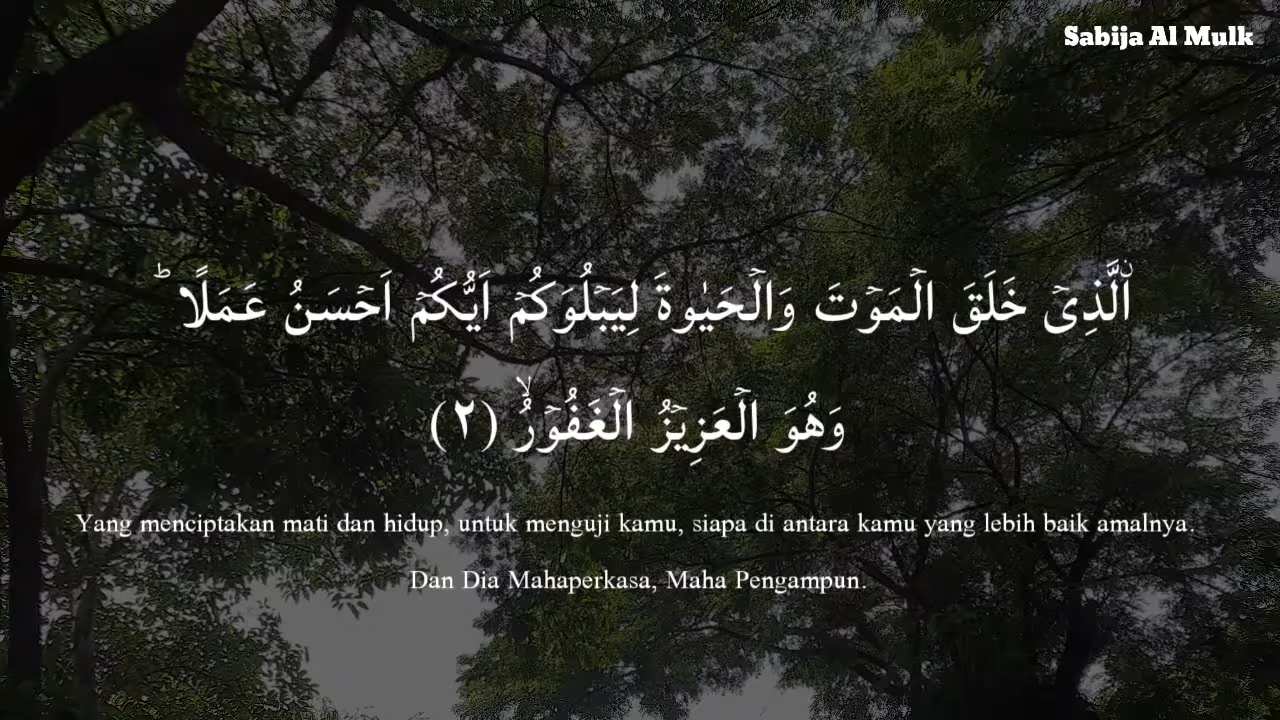 Sabija Al Mulk
ۨالَّذِيْ خَلَقَ الْمَوْتَ وَالْحَيٰوةَ لِيَبْلُوَكُمْ اَيُّكُمْ اَحْسَنُ عَمَلًا ۗ
وَهُوَ الْعَزِيْزُ الْغَفُوْرُۙ (٢)
Yang menciptakan mati dan hidup, untuk menguji kamu, siapa di antara kamu yang lebih baik amalnya.
Dan Dia Mahaperkasa, Maha Pengampun.